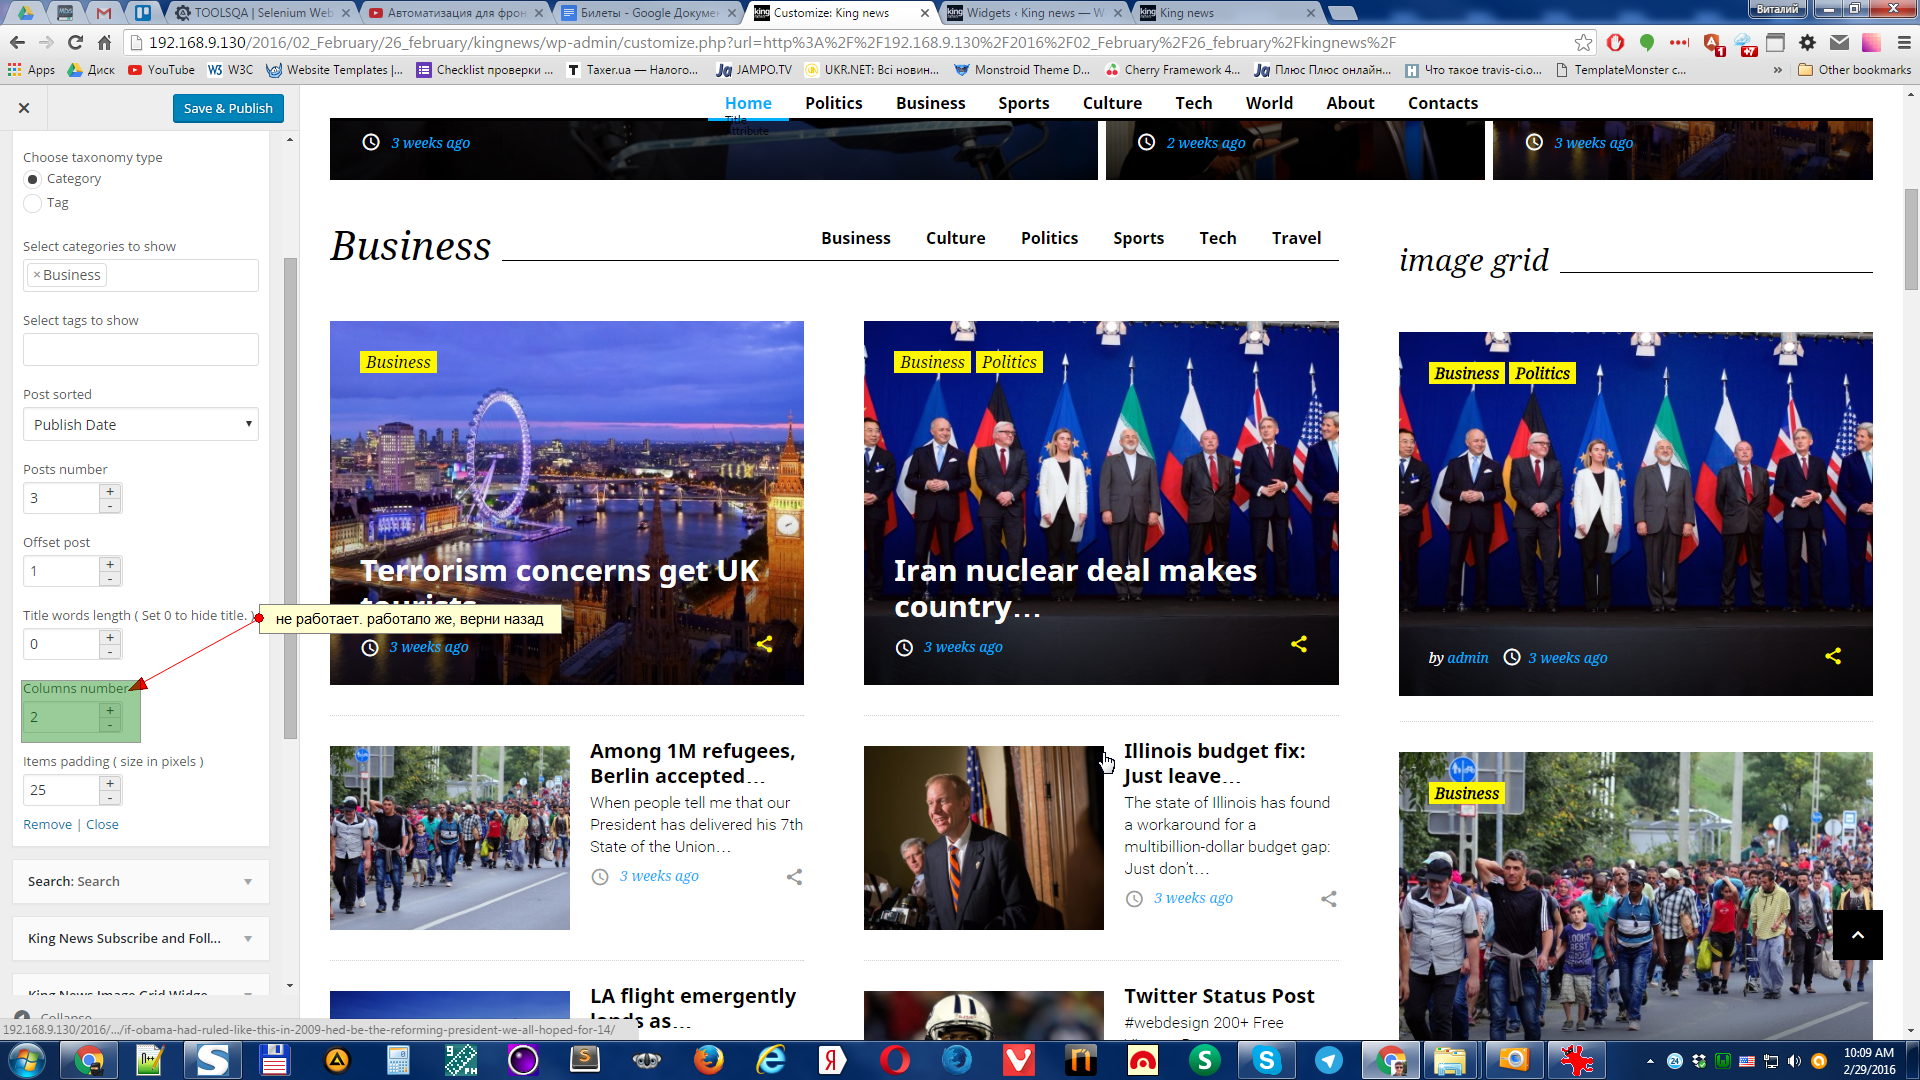 TOOLSQA | Selenium Web
Автоматизация для фрон
Билеты - Google Докумен
Customize: King news
Widgets ‹ King news — W
King news
Виталий
192.168.9.130/2016/02_February/26_february/kingnews/wp-admin/customize.php?url=http%3A%2F%2F192.168.9.130%2F2016%2F02_February%2F26_february%2Fkingnews%2F
Apps
Диск
YouTube
W3C
Website Templates |...
Checklist проверки ...
Taxer.ua — Налого...
JAMPO.TV
UKR.NET: Всі новин...
Monstroid Theme D...
Cherry Framework 4...
Плюс Плюс онлайн...
Что такое travis-ci.o...
TemplateMonster c...
Other bookmarks
Save & Publish
Home Politics Business Sports Culture Tech World About Contacts
Title
Attribute
3 weeks ago
2 weeks ago
3 weeks ago
Choose taxonomy type
Category
Tag
Select categories to show
× Business
Select tags to show
Post sorted
Publish Date
Posts number
3
Offset post
1
Title words length ( Set 0 to hide title. )
0
Columns number
2
Items padding ( size in pixels )
25
Remove | Close
Search: Search
King News Subscribe and Foll...
King News Image Grid Widge...
Collapse
не работает. работало же, верни назад
Business
Business Culture Politics Sports Tech Travel
image grid
Business
Terrorism concerns get UK
tourists...
3 weeks ago
Business Politics
Iran nuclear deal makes
country...
3 weeks ago
Business Politics
by admin 3 weeks ago
Among 1M refugees,
Berlin accepted...
When people tell me that our
President has delivered his 7th
State of the Union...
3 weeks ago
Illinois budget fix:
Just leave...
The state of Illinois has found
a workaround for a
multibillion-dollar budget gap:
Just don't...
3 weeks ago
Business
LA flight emergently
lands as...
Twitter Status Post
#webdesign 200+ Free
192.168.9.130/2016/.../if-obama-had-ruled-like-this-in-2009-hed-be-the-reforming-president-we-all-hoped-for-14/
10:09 AM
2/29/2016